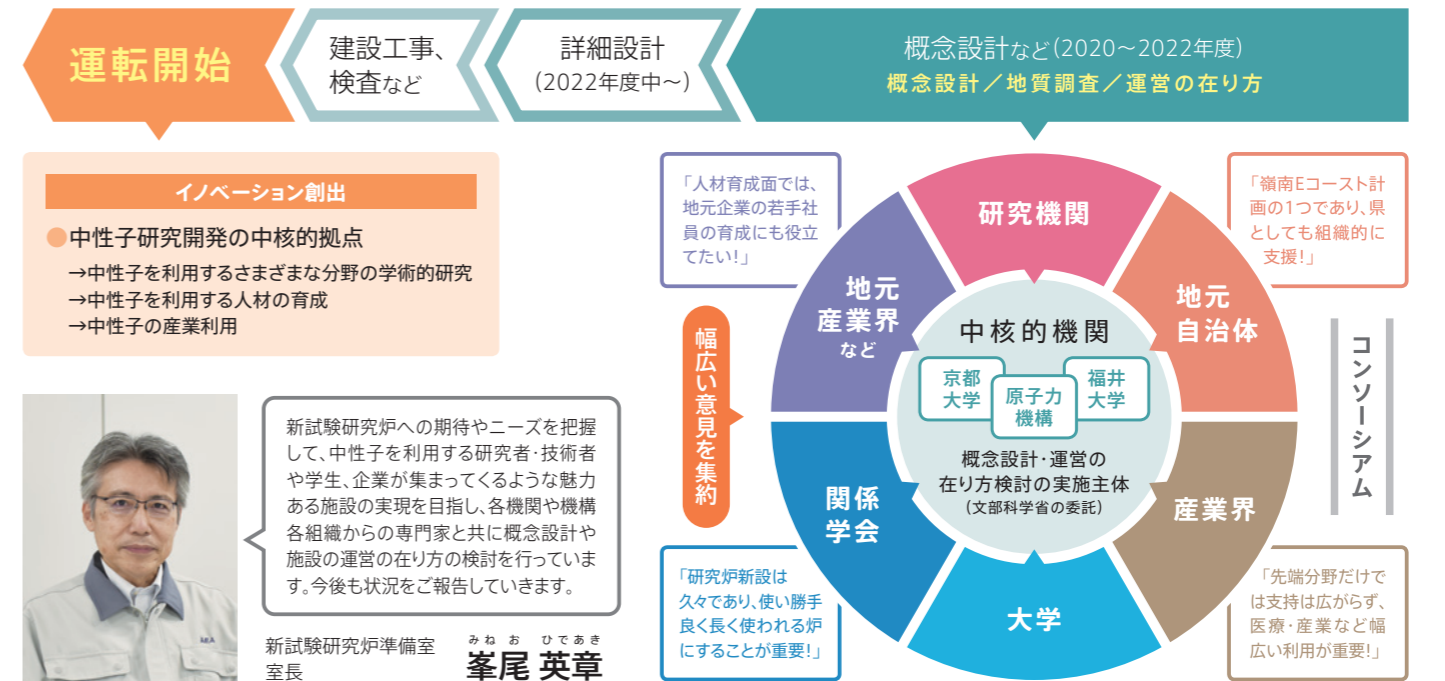 運転開始
建設工事、
検査など
詳細設計
(2022年度中～)
概念設計など(2020～2022年度)
概念設計／地質調査／運営の在り方
イノベーション創出
●中性子研究開発の中核的拠点
→中性子を利用するさまざまな分野の学術的研究
→中性子を利用する人材の育成
→中性子の産業利用
新試験研究炉への期待やニーズを把握
して、中性子を利用する研究者・技術者
や学生、企業が集まってくるような魅力
ある施設の実現を目指し、各機関や機構
各組織からの専門家と共に概念設計や
施設の運営の在り方の検討を行っていま
す。今後も状況をご報告していきます。
新試験研究炉準備室
室長
みね お ひであき
峯尾 英章
幅広い意見を集約
「人材育成面では、
地元企業の若手社
員の育成にも役立
てたい!」
「嶺南Eコースト計
画の1つであり、県
としても組織的に
支援!」
研究機関
地元
産業界
など
地元
自治体
中核的機関
京都
大学
原子力
機構
福井
大学
概念設計・運営の
在り方検討の実施主体
(文部科学省の委託)
関係
学会
産業界
大学
「研究炉新設は
久々であり、使い勝手
良く長く使われる炉
にすることが重要!」
「先端分野だけで
は支持は広がらず、
医療・産業など幅
広い利用が重要!」
コンソーシアム